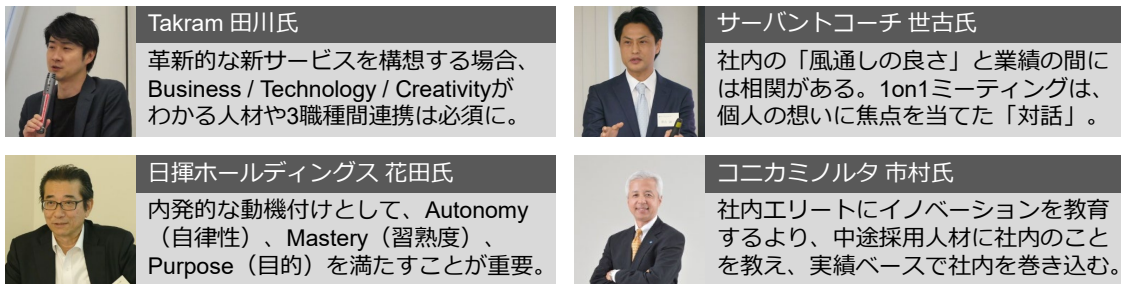 Takram 田川氏
革新的な新サービスを構想する場合、
Business / Technology / Creativityが
わかる人材や3職種間連携は必須に。
サーバントコーチ 世古氏
社内の「風通しの良さ」と業績の間に
は相関がある。1on1ミーティングは、
個人の想いに焦点を当てた「対話」。
日揮ホールディングス 花田氏
内発的な動機付けとして、Autonomy
（自律性）、Mastery（習熟度）、
Purpose（目的）を満たすことが重要。
コニカミノルタ 市村氏
社内エリートにイノベーションを教育
するより、中途採用人材に社内のこと
を教え、実績ベースで社内を巻き込む。